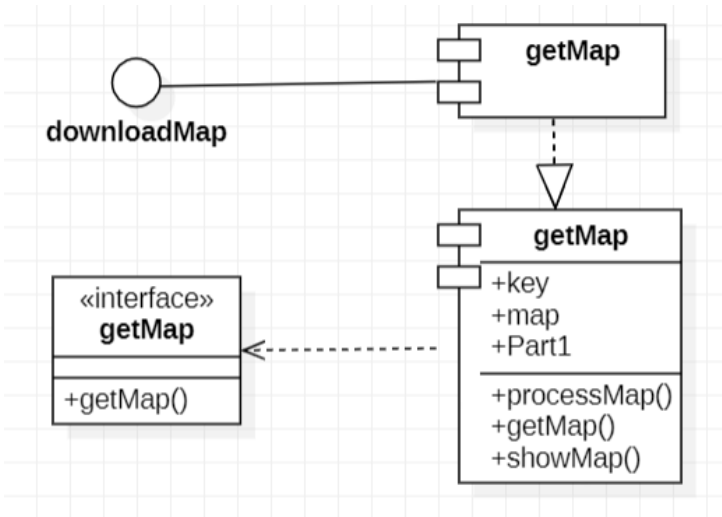 getMap
downloadMap
getMap
+key
+map
+Part1
+processMap()
+getMap()
+showMap()
«interface»
getMap
+getMap()